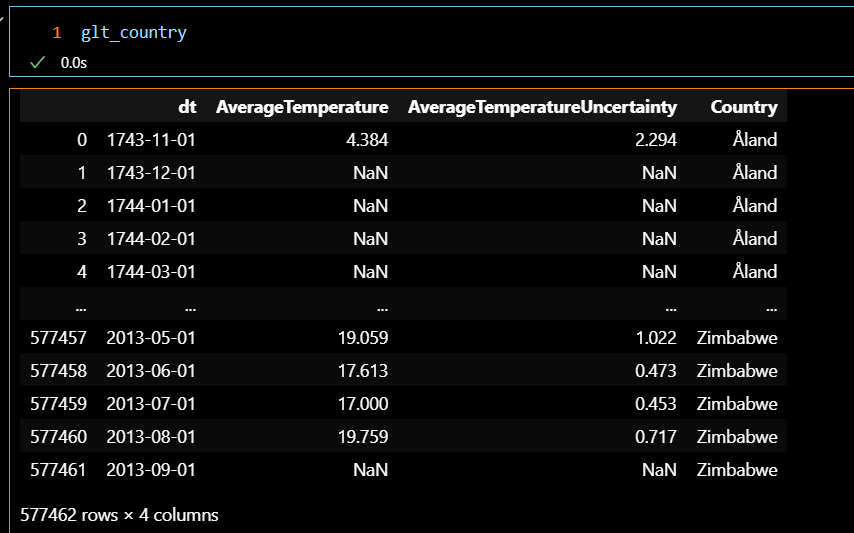 1 glt_country
0.0s
dt AverageTemperature AverageTemperatureUncertainty Country
0 1743-11-01 4.384 2.294 Åland
1 1743-12-01 NaN NaN Åland
2 1744-01-01 NaN NaN Åland
3 1744-02-01 NaN NaN Åland
4 1744-03-01 NaN NaN Åland
... ... ... ... ...
577457 2013-05-01 19.059 1.022 Zimbabwe
577458 2013-06-01 17.613 0.473 Zimbabwe
577459 2013-07-01 17.000 0.453 Zimbabwe
577460 2013-08-01 19.759 0.717 Zimbabwe
577461 2013-09-01 NaN NaN Zimbabwe
577462 rows × 4 columns